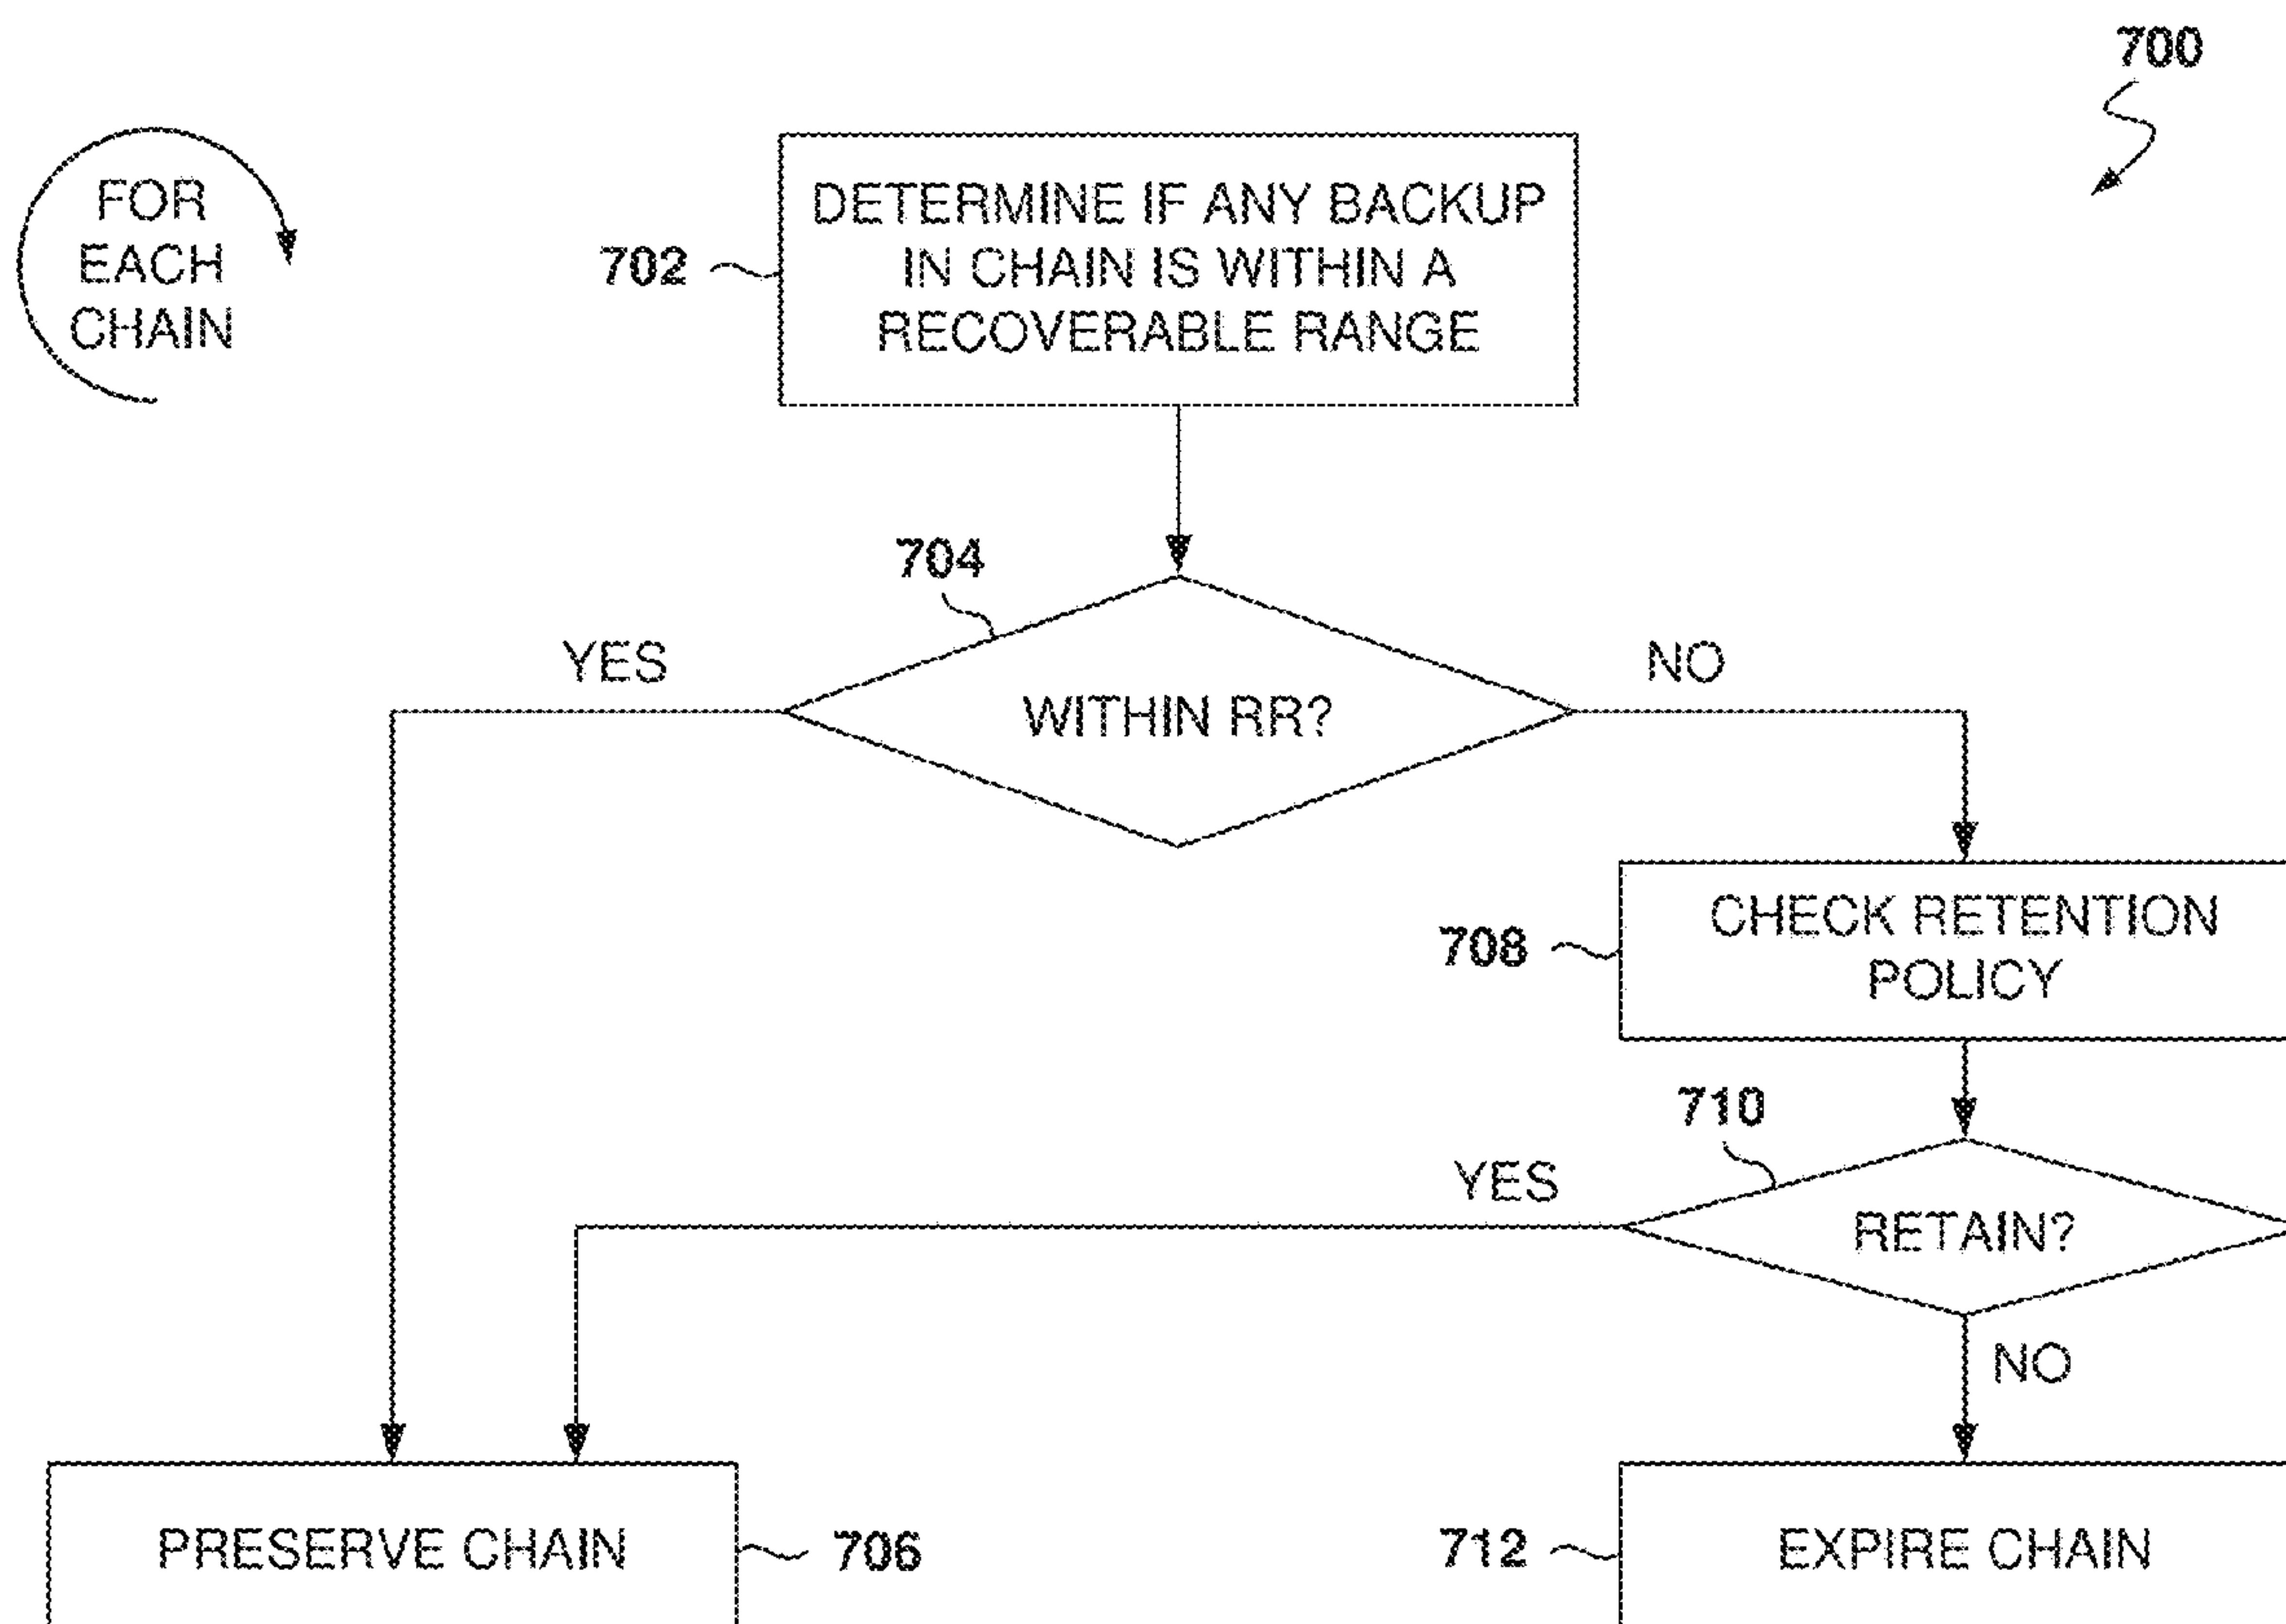 700
FOR
EACH
CHAIN
702
DETERMINE IF ANY BACKUP
IN CHAIN IS WITHIN A
RECOVERABLE RANGE
704
YES
WITHIN RR?
NO
708
CHECK RETENTION
POLICY
710
YES
RETAIN?
NO
PRESERVE CHAIN
706
712
EXPIRE CHAIN